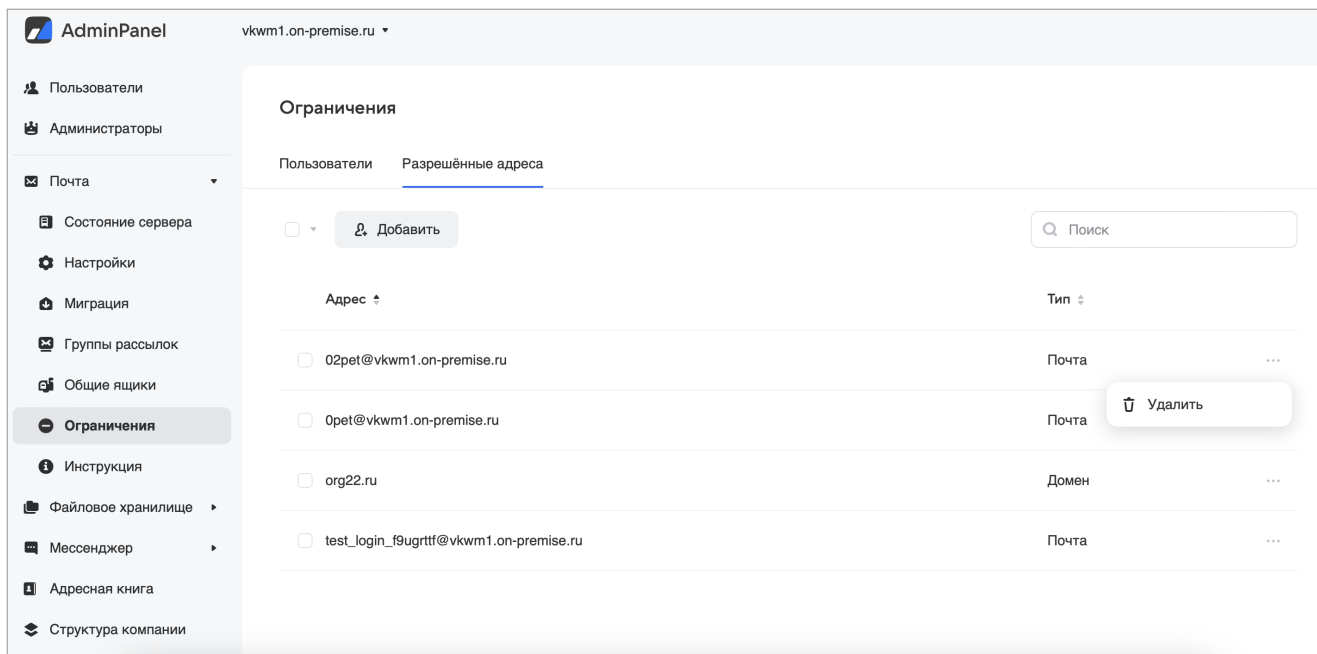 AdminPanel
vkwm1.on-premise.ru
Пользователи
Администраторы
Почта
Состояние сервера
Настройки
Миграция
Группы рассылок
Общие ящики
Ограничения
Инструкция
Файловое хранилище
Мессенджер
Адресная книга
Структура компании
Ограничения
Пользователи Разрешённые адреса
Добавить Поиск
Адрес Тип
02pet@vkwm1.on-premise.ru Почта ...
Удалить
0pet@vkwm1.on-premise.ru Почта
org22.ru Домен ...
test_login_f9ugrttf@vkwm1.on-premise.ru Почта ...